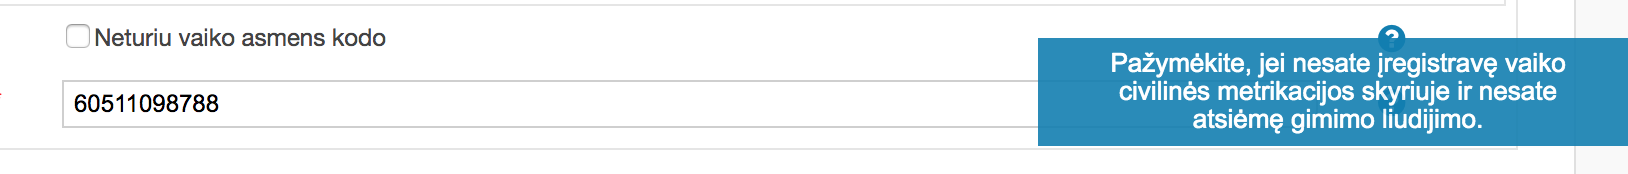 Neturiu vaiko asmens kodo
?
Pažymėkite, jei nesate įregistravę vaiko
civilinės metrikacijos skyriuje ir nesate
atsiėmę gimimo liudijimo.
60511098788